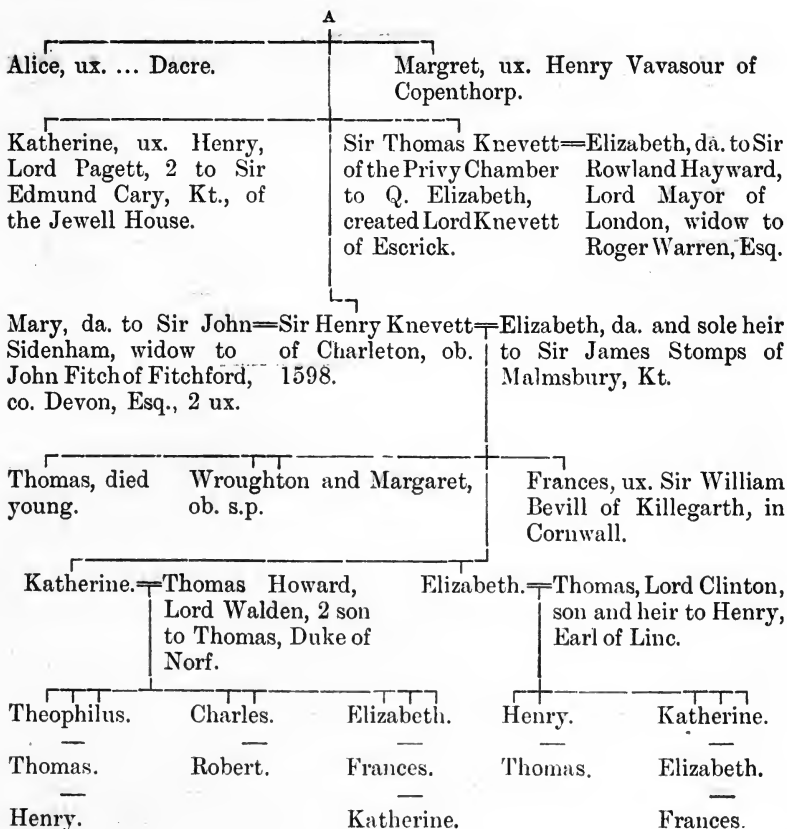 A
Alice, ux. ... Dacre.
Margret, ux. Henry Vavasour of
Copenthorp.
Katherine, ux. Henry,
Lord Pagett, 2 to Sir
Edmund Cary, Kt., of
the Jewell House.
Sir Thomas Knevett=
of the Privy Chamber
to Q. Elizabeth,
created Lord Knevett
of Escrick.
Elizabeth, da. to Sir
Rowland Hayward,
Lord Mayor of
London, widow to
Roger Warren, Esq.
Mary, da. to Sir John=
Sidenham, widow to
John Fitch of Fitchford,
co. Devon, Esq., 2 ux.
Sir Henry Knevett=
of Charleton, ob.
1598.
Elizabeth, da. and sole heir
to Sir James Stomps of
Malmsbury, Kt.
Thomas, died
young.
Wroughton and Margaret,
ob. s.p.
Frances, ux. Sir William
Bevill of Killegarth, in
Cornwall.
Katherine.=
Thomas Howard,
Lord Walden, 2 son
to Thomas, Duke of
Norf.
Elizabeth.=
Thomas, Lord Clinton,
son and heir to Henry,
Earl of Linc.
Theophilus.
Thomas.
Henry.
Charles.
Robert.
Elizabeth.
Frances.
Katherine.
Henry.
Thomas.
Katherine.
Elizabeth.
Frances.